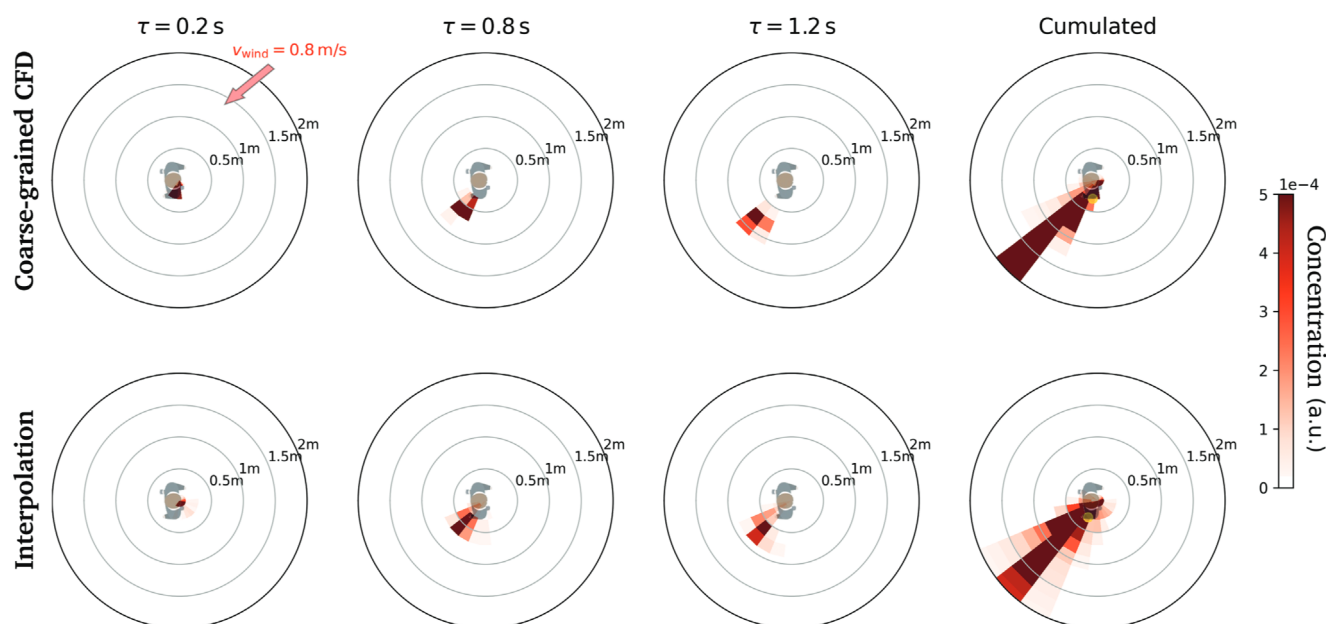 τ = 0.2 s
τ = 0.8 s
τ = 1.2 s
Cumulated
Coarse-grained CFD
v_wind = 0.8 m/s
0.5m
1m
1.5m
2m
0.5m
1m
1.5m
2m
0.5m
1m
1.5m
2m
0.5m
1m
1.5m
2m
Interpolation
0.5m
1m
1.5m
2m
0.5m
1m
1.5m
2m
0.5m
1m
1.5m
2m
0.5m
1m
1.5m
2m
1e−4
5
4
3
2
1
0
Concentration (a.u.)